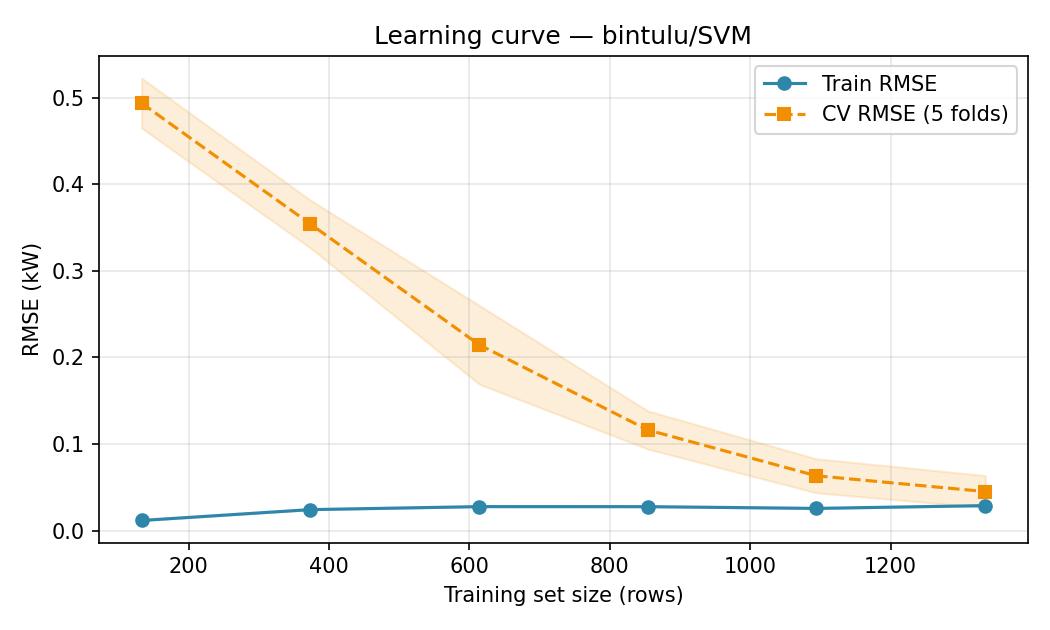 Learning curve — bintulu/SVM
Train RMSE
CV RMSE (5 folds)
RMSE (kW)
0.5
0.4
0.3
0.2
0.1
0.0
200 400 600 800 1000 1200
Training set size (rows)